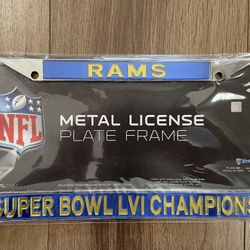 RAMS
NFL
METAL LICENSE
PLATE FRAME
SUPER BOWL LVI CHAMPIONS